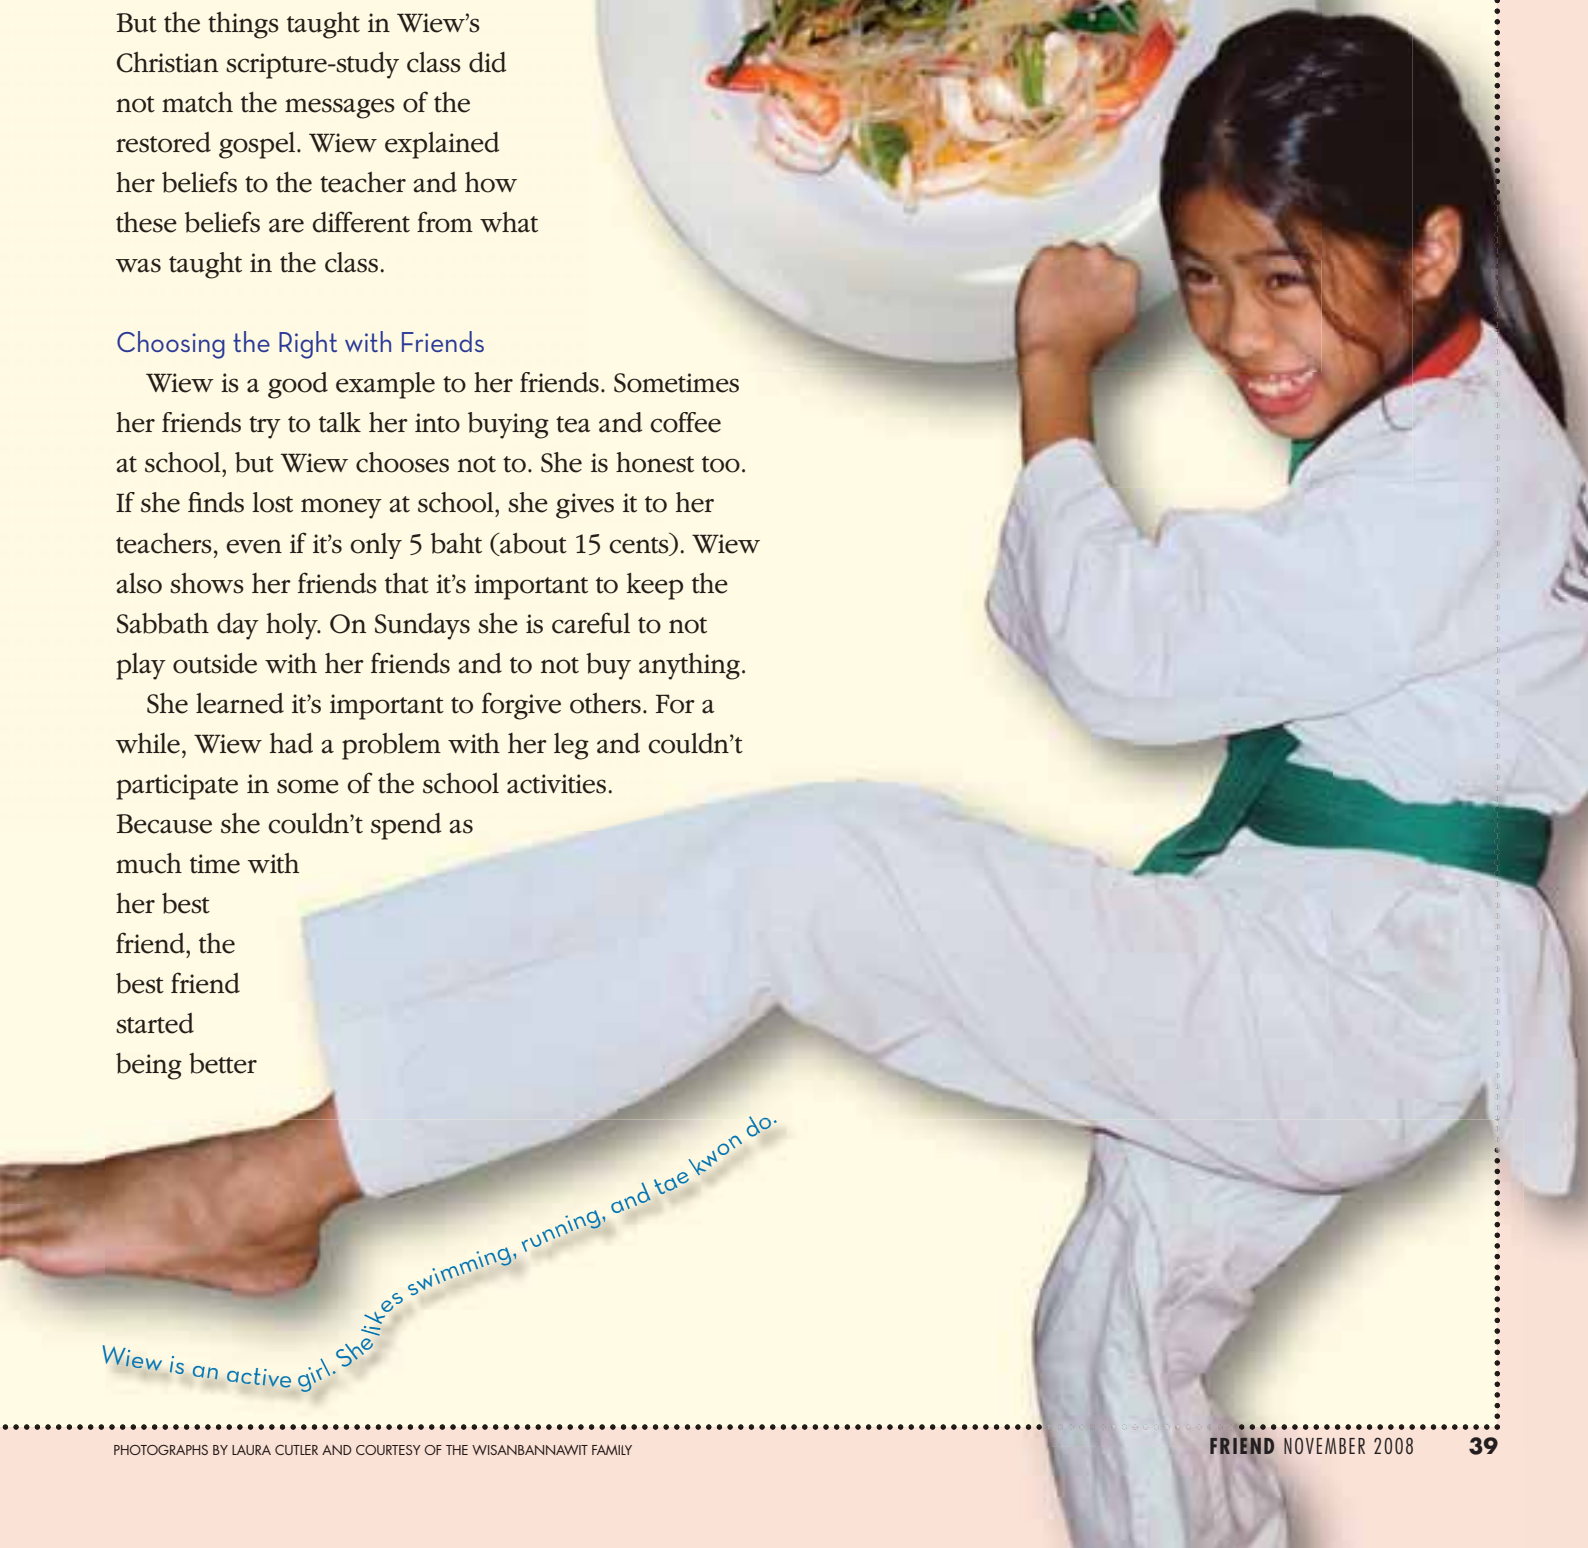 But the things taught in Wiew's
Christian scripture-study class did
not match the messages of the
restored gospel. Wiew explained
her beliefs to the teacher and how
these beliefs are different from what
was taught in the class.
Choosing the Right with Friends
Wiew is a good example to her friends. Sometimes
her friends try to talk her into buying tea and coffee
at school, but Wiew chooses not to. She is honest too.
If she finds lost money at school, she gives it to her
teachers, even if it's only 5 baht (about 15 cents). Wiew
also shows her friends that it's important to keep the
Sabbath day holy. On Sundays she is careful to not
play outside with her friends and to not buy anything.
She learned it's important to forgive others. For a
while, Wiew had a problem with her leg and couldn't
participate in some of the school activities.
Because she couldn't spend as
much time with
her best
friend, the
best friend
started
being better
Wiew is an active girl. She likes swimming, running, and tae kwon do.
PHOTOGRAPHS BY LAURA CUTLER AND COURTESY OF THE WISANBANNAWIT FAMILY
FRIEND NOVEMBER 2008 39